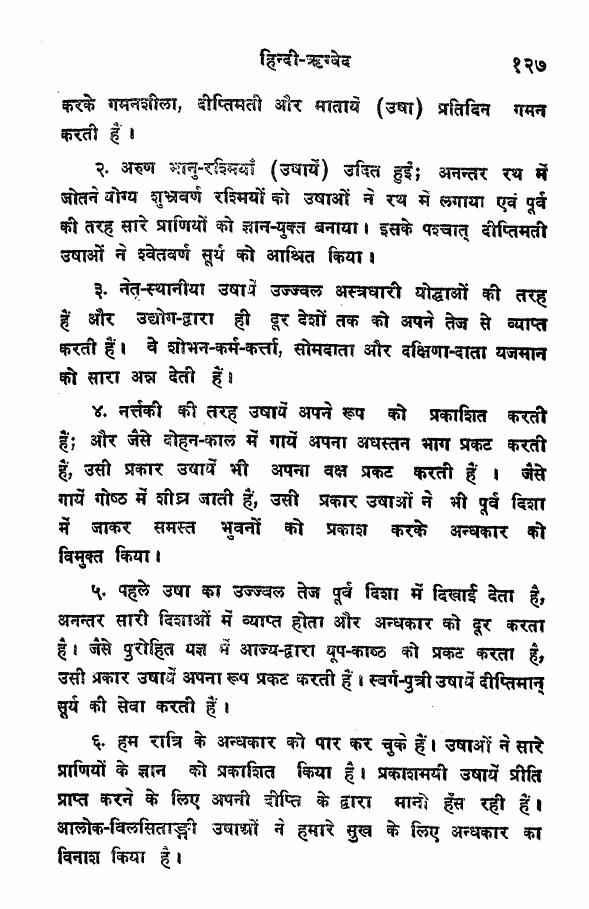 हिन्दी-ऋग्वेद १२७
करके गमनशीला, दीप्तिमती और मातायें (उषा) प्रतिदिन गमन
करती हैं ।
२. अरुण भानु-रश्मियाँ (उषायें) उदित हुईं; अनन्तर रथ में
जोतने योग्य शुभ्रवर्ण रश्मियों को उषाओं ने रथ में लगाया एवं पूर्व
की तरह सारे प्राणियों को ज्ञान-युक्त बनाया। इसके पश्चात् दीप्तिमती
उषाओं ने श्वेतवर्ण सूर्य को आश्रित किया।
३. नेतृ-स्थानीया उषायें उज्ज्वल अस्त्रधारी योद्धाओं की तरह
हैं और उद्योग-द्वारा ही दूर देशों तक को अपने तेज से व्याप्त
करती हैं। वे शोभन-कर्म-कर्त्ता, सोमदाता और दक्षिणा-दाता यजमान
को सारा अन्न देती हैं।
४. नर्त्तकी की तरह उषायें अपने रूप को प्रकाशित करती
हैं; और जैसे दोहन-काल में गायें अपना अधस्तन भाग प्रकट करती
हैं, उसी प्रकार उषायें भी अपना वक्ष प्रकट करती हैं । जैसे
गायें गोष्ठ में शीघ्र जाती हैं, उसी प्रकार उषाओं ने भी पूर्व दिशा
में जाकर समस्त भुवनों को प्रकाश करके अन्धकार को
विमुक्त किया।
५. पहले उषा का उज्ज्वल तेज पूर्व दिशा में दिखाई देता है,
अनन्तर सारी दिशाओं में व्याप्त होता और अन्धकार को दूर करता
है। जैसे पुरोहित यज्ञ में आज्य-द्वारा यूप-काष्ठ को प्रकट करता है,
उसी प्रकार उषायें अपना रूप प्रकट करती हैं। स्वर्ग-पुत्री उषायें दीप्तिमान्
सूर्य की सेवा करती हैं।
६. हम रात्रि के अन्धकार को पार कर चुके हैं। उषाओं ने सारे
प्राणियों के ज्ञान को प्रकाशित किया है। प्रकाशमयी उषायें प्रीति
प्राप्त करने के लिए अपनी दीप्ति के द्वारा मानो हँस रही हैं।
आलोक-विलसिताङ्गी उषाओं ने हमारे सुख के लिए अन्धकार का
विनाश किया है।